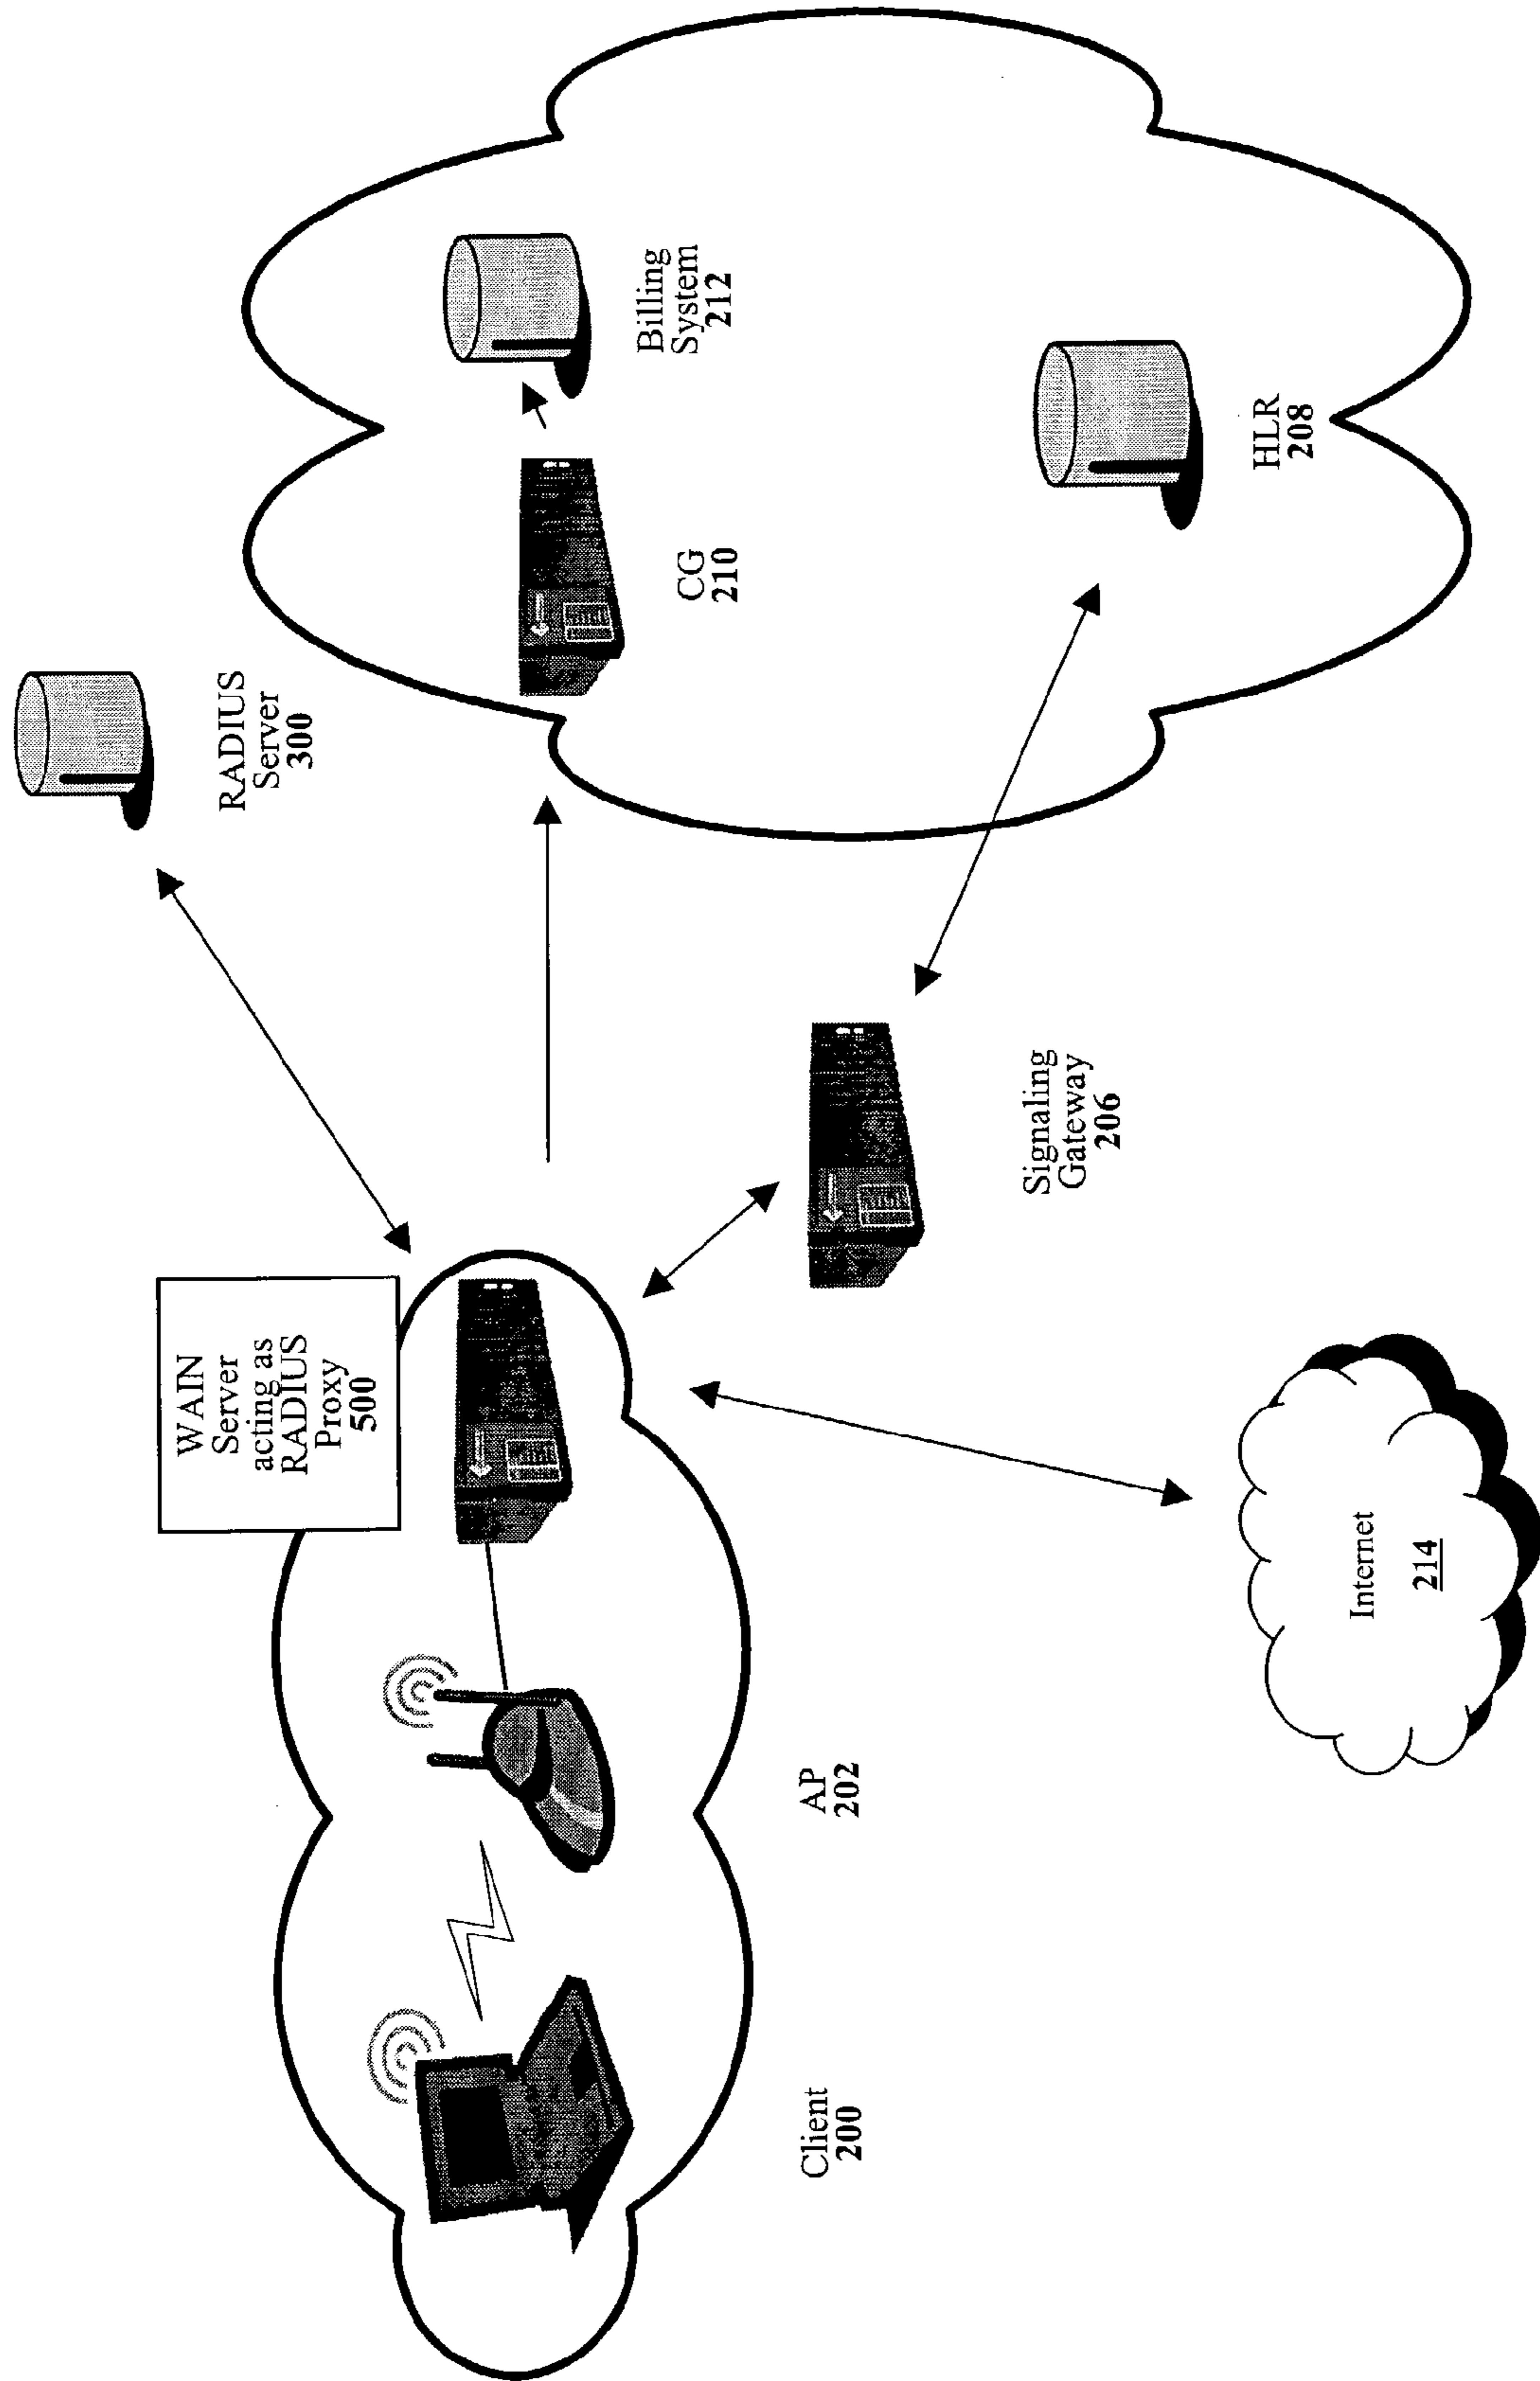 WAIN
Server
acting as
RADIUS
Proxy
500
RADIUS
Server
300
Billing
System
212
CG
210
HLR
208
Signaling
Gateway
206
AP
202
Client
200
Internet
214